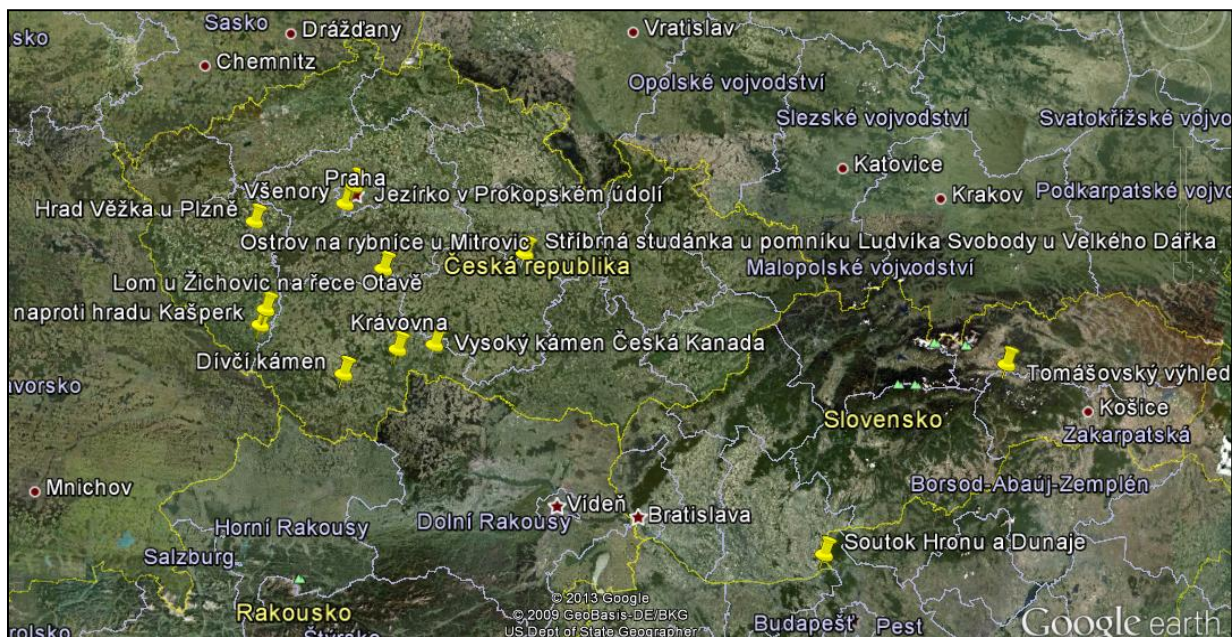 Sasko
Drážďany
Vratislav
sko
Chemnitz
Opolské vojvodství
Slezské vojvodství
Svatokřížské vojvo
Katovice
Praha
Všenory
Jezírko v Prokopském údolí
Krakov
Podkarpatské vojv
Hrad Věžka u Plzně
Ostrov na rybníce u Mitrovic
Stříbrná studánka u pomníku Ludvíka Svobody u Velkého Dářka
Česká republika
Malopolské vojvodství
Lom u Žichovic na řece Otavě
naproti hradu Kašperk
Krávovna
Vysoký kámen Česká Kanada
Dívčí kámen
Tomášovský výhled
avorsko
Košice
Slovensko
Zakarpatská
Borsod-Abaúj-Zemplén
Mnichov
Vídeň
Bratislava
Horní Rakousy
Dolní Rakousy
Soutok Hronu a Dunaje
Salzburg
Rakousko
© 2013 Google
© 2009 GeoBasis-DE/BKG
US Dept of State Geographer
Budapešť
Pest
Google earth
rolsko
Štýrsko